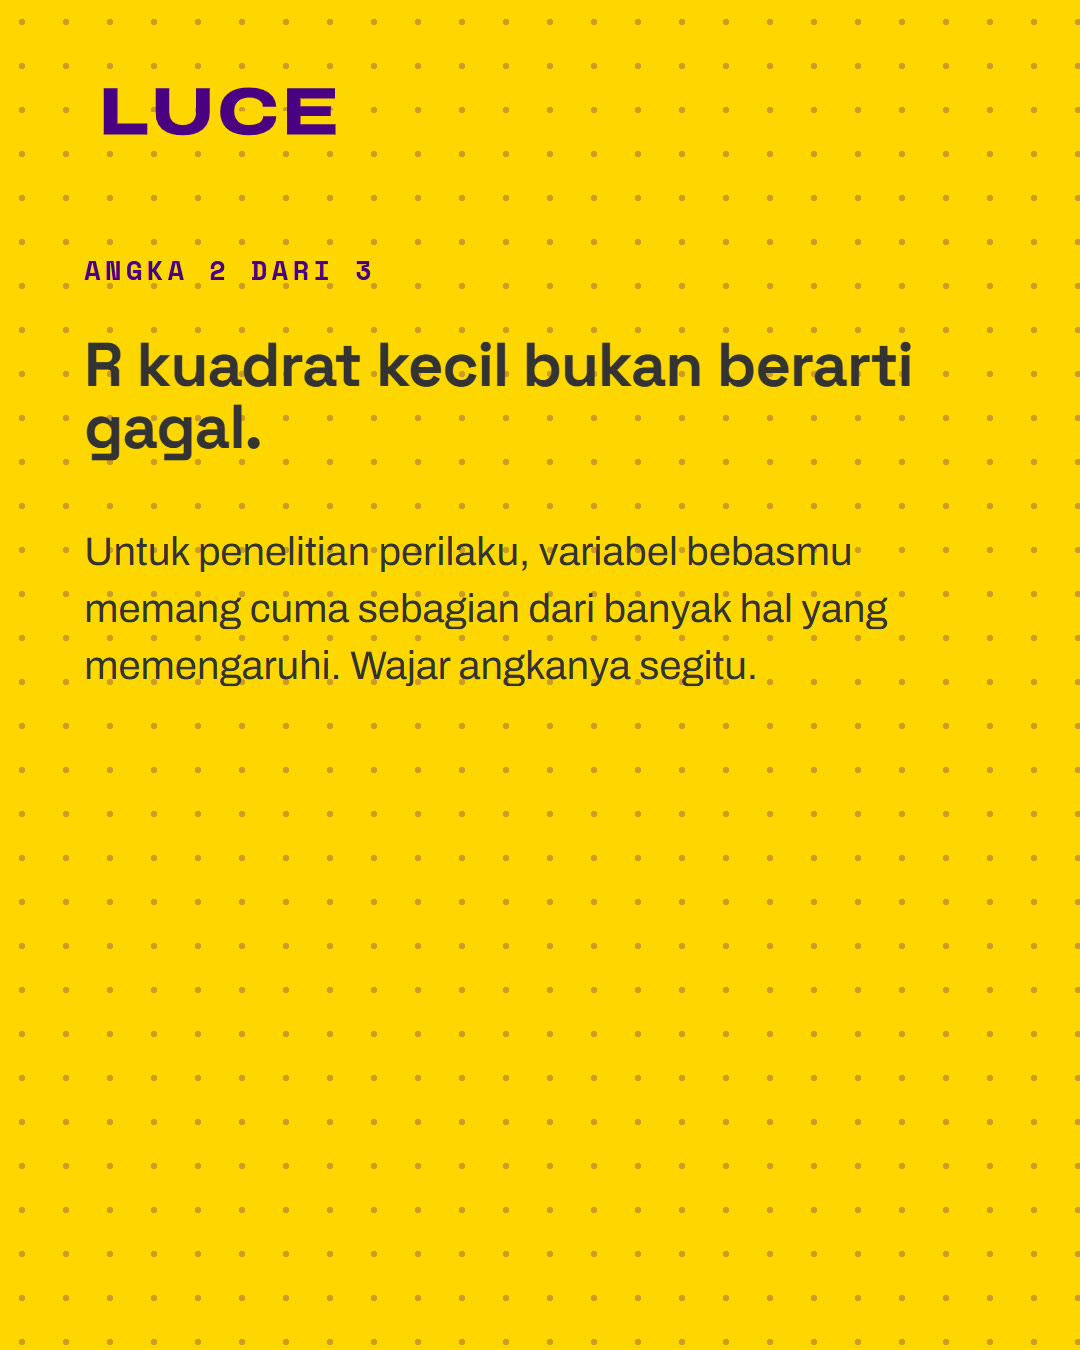 LUCE
ANGKA 2 DARI 3
R kuadrat kecil bukan berarti
gagal.
Untuk penelitian perilaku, variabel bebasmu
memang cuma sebagian dari banyak hal yang
memengaruhi. Wajar angkanya segitu.